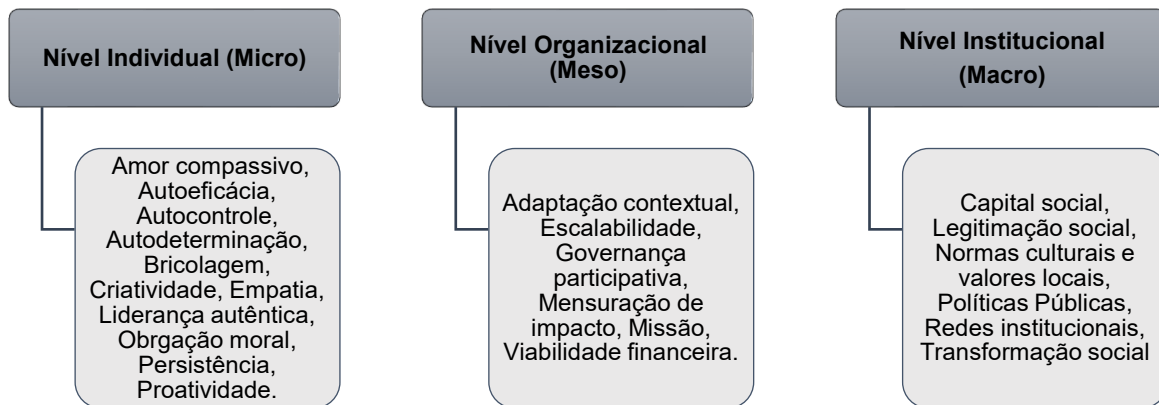 Nível Individual (Micro)
Amor compassivo,
Autoeficácia,
Autocontrole,
Autodeterminação,
Bricolagem,
Criatividade, Empatia,
Liderança autêntica,
Obrgação moral,
Persistência,
Proatividade.
Nível Organizacional
(Meso)
Adaptação contextual,
Escalabilidade,
Governança
participativa,
Mensuração de
impacto, Missão,
Viabilidade financeira.
Nível Institucional
(Macro)
Capital social,
Legitimação social,
Normas culturais e
valores locais,
Políticas Públicas,
Redes institucionais,
Transformação social